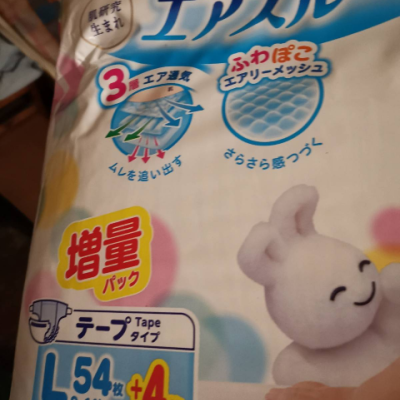 肌研究
生まれ
エアスルー
3層エア通気
ムレを追い出す
ふわぽこ
エアリーメッシュ
さらさら感つづく
増量
パック
テープ Tape
タイプ
L 54枚 +4